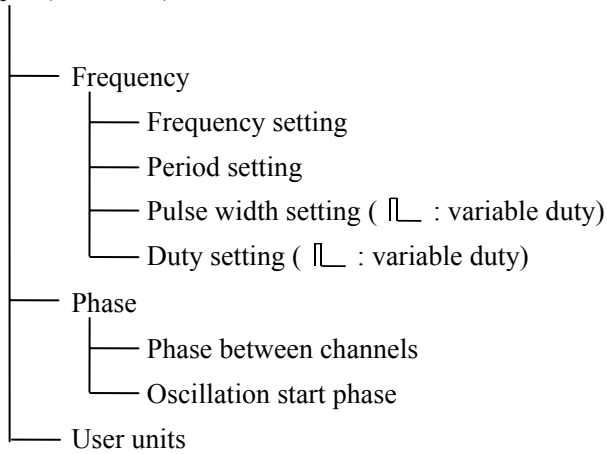 Frequency
Frequency setting
Period setting
Pulse width setting ( : variable duty)
Duty setting ( : variable duty)
Phase
Phase between channels
Oscillation start phase
User units